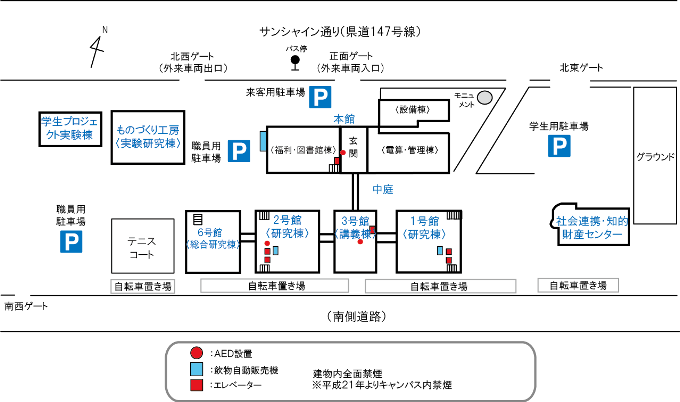 サンシャイン通り（県道147号線）
N
バス停
北西ゲート
（外来車両出口）
正面ゲート
（外来車両入口）
北東ゲート
来客用駐車場
P
モニュ
メント
〈設備棟〉
本館
学生プロジェ
クト実験棟
ものづくり工房
〈実験研究棟〉
職員用
駐車場
P
〈福利・図書館棟〉
玄
関
〈電算・管理棟〉
学生用駐車場
P
グラウンド
中庭
職員用
駐車場
P
テニス
コート
6号館
〈総合研究棟〉
2号館
〈研究棟〉
3号館
〈講義棟〉
1号館
〈研究棟〉
社会連携・知的
財産センター
自転車置き場
自転車置き場
自転車置き場
自転車置き場
南西ゲート
（南側道路）
：AED設置
：飲物自動販売機
：エレベーター
建物内全面禁煙
※平成21年よりキャンパス内禁煙